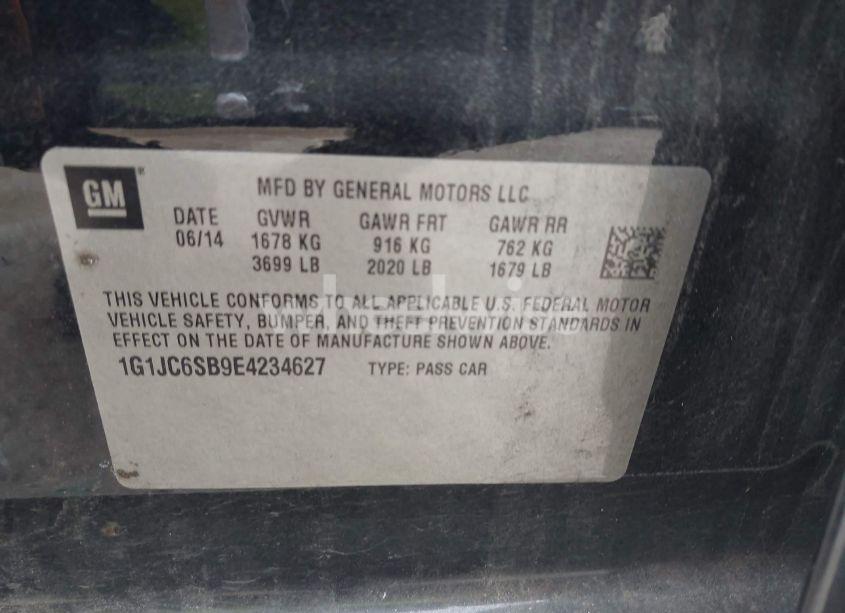 GM
MFD BY GENERAL MOTORS LLC
DATE GVWR GAWR FRT GAWR RR
06/14 1678 KG 916 KG 762 KG
3699 LB 2020 LB 1679 LB
THIS VEHICLE CONFORMS TO ALL APPLICABLE U.S. FEDERAL MOTOR
VEHICLE SAFETY, BUMPER, AND THEFT PREVENTION STANDARDS IN
EFFECT ON THE DATE OF MANUFACTURE SHOWN ABOVE.
1G1JC6SB9E4234627 TYPE: PASS CAR